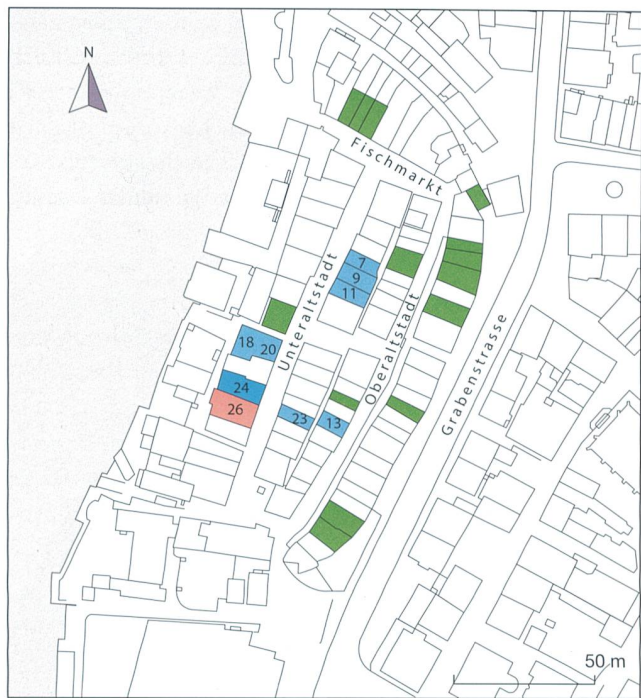 N
Fischmarkt
Unteraltstadt
7
9
11
Oberaltstadt
18
20
Grabenstrasse
24
26
23
13
50 m